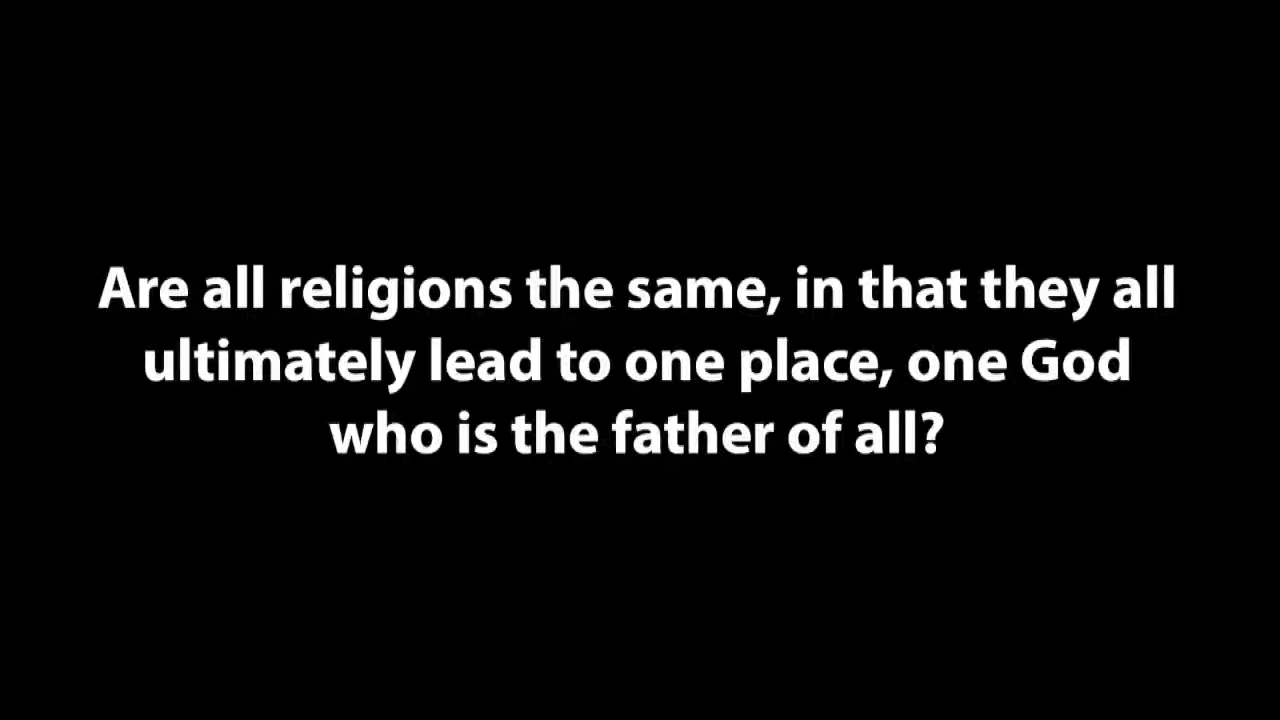 Are all religions the same, in that they all
ultimately lead to one place, one God
who is the father of all?